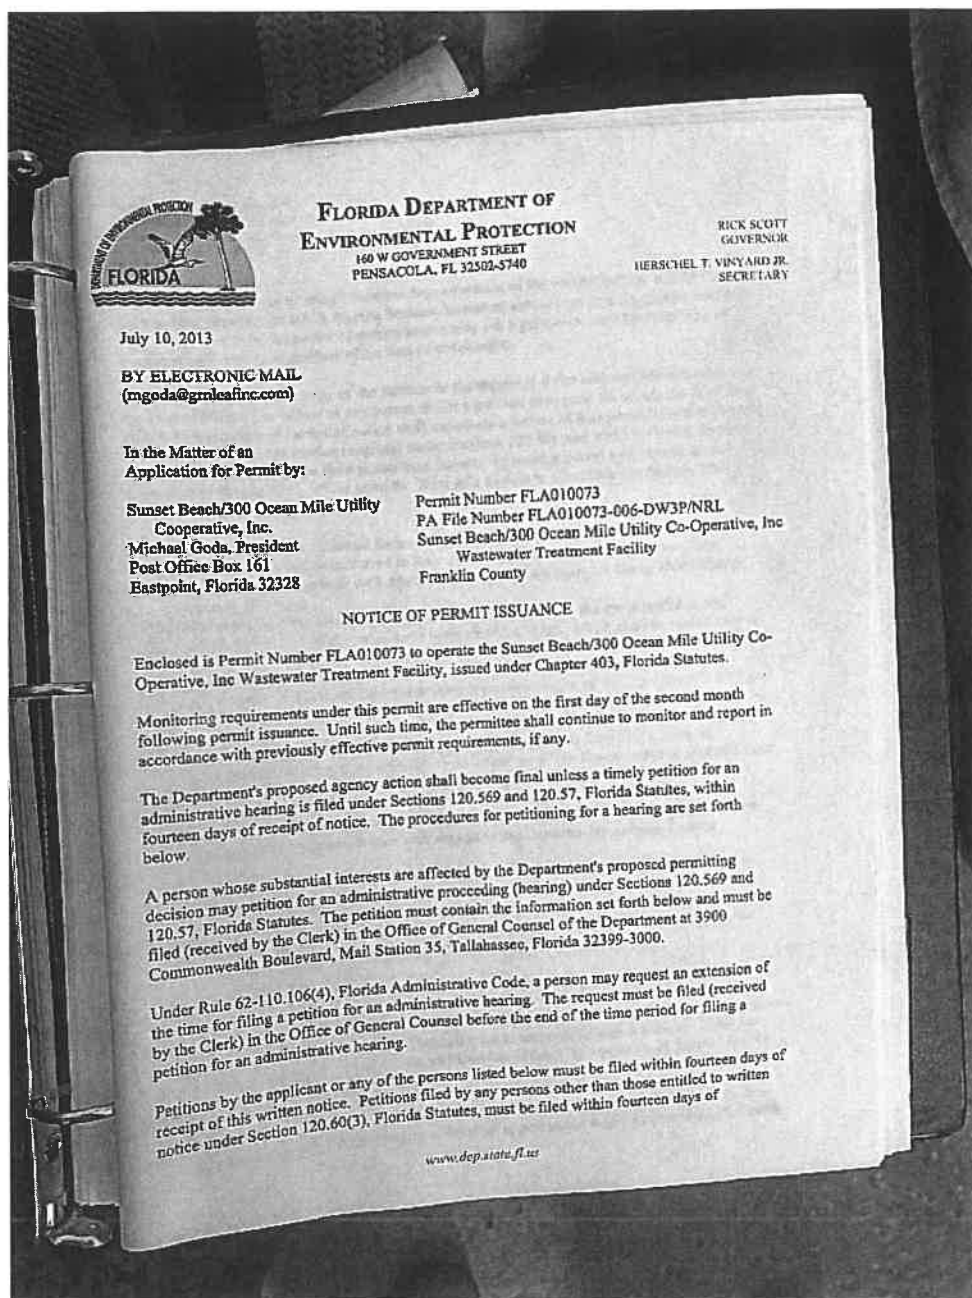 FLORIDA DEPARTMENT OF
ENVIRONMENTAL PROTECTION
160 W GOVERNMENT STREET
PENSACOLA, FL 32502-5740
RICK SCOTT
GOVERNOR
HERSCHEL T. VINYARD JR.
SECRETARY
DEPARTMENT OF ENVIRONMENTAL PROTECTION
FLORIDA
July 10, 2013
BY ELECTRONIC MAIL
(mgoda@grnleafinc.com)
In the Matter of an
Application for Permit by:
Sunset Beach/300 Ocean Mile Utility
Cooperative, Inc.
Michael Goda, President
Post Office Box 161
Eastpoint, Florida 32328
Permit Number FLA010073
PA File Number FLA010073-006-DW3P/NRL
Sunset Beach/300 Ocean Mile Utility Co-Operative, Inc
Wastewater Treatment Facility
Franklin County
NOTICE OF PERMIT ISSUANCE
Enclosed is Permit Number FLA010073 to operate the Sunset Beach/300 Ocean Mile Utility Co-
Operative, Inc Wastewater Treatment Facility, issued under Chapter 403, Florida Statutes.
Monitoring requirements under this permit are effective on the first day of the second month
following permit issuance. Until such time, the permittee shall continue to monitor and report in
accordance with previously effective permit requirements, if any.
The Department's proposed agency action shall become final unless a timely petition for an
administrative hearing is filed under Sections 120.569 and 120.57, Florida Statutes, within
fourteen days of receipt of notice. The procedures for petitioning for a hearing are set forth
below.
A person whose substantial interests are affected by the Department's proposed permitting
decision may petition for an administrative proceeding (hearing) under Sections 120.569 and
120.57, Florida Statutes. The petition must contain the information set forth below and must be
filed (received by the Clerk) in the Office of General Counsel of the Department at 3900
Commonwealth Boulevard, Mail Station 35, Tallahassee, Florida 32399-3000.
Under Rule 62-110.106(4), Florida Administrative Code, a person may request an extension of
the time for filing a petition for an administrative hearing. The request must be filed (received
by the Clerk) in the Office of General Counsel before the end of the time period for filing a
petition for an administrative hearing.
Petitions by the applicant or any of the persons listed below must be filed within fourteen days of
receipt of this written notice. Petitions filed by any persons other than those entitled to written
notice under Section 120.60(3), Florida Statutes, must be filed within fourteen days of
www.dep.state.fl.us